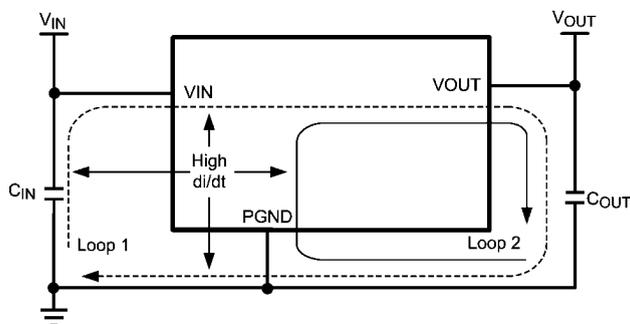 VIN
VOUT
VIN
VOUT
High
di/dt
CIN
COUT
PGND
Loop 1
Loop 2